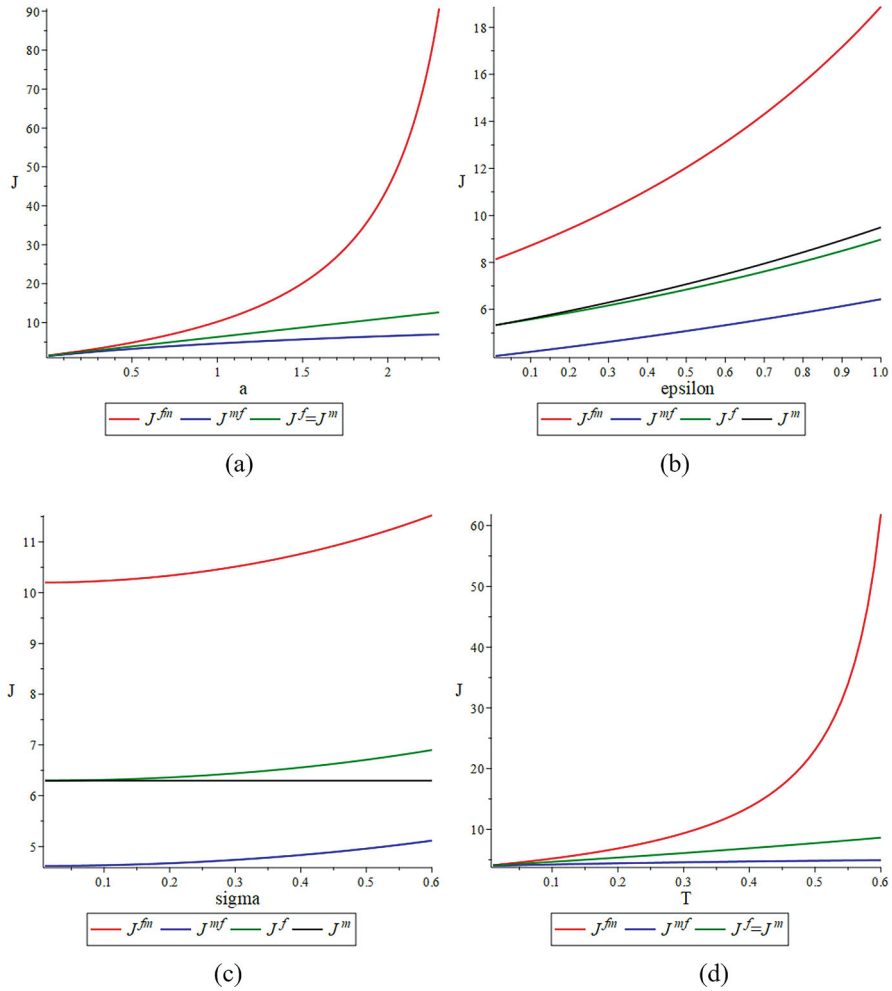 90
80
70
60
50
J
40
30
20
10
0.5 1 1.5 2
a
J^fm J^mf J^f=J^m
(a)
18
16
14
12
J
10
8
6
0.1 0.2 0.3 0.4 0.5 0.6 0.7 0.8 0.9 1.0
epsilon
J^fm J^mf J^f J^m
(b)
11
10
9
8
J
7
6
5
0.1 0.2 0.3 0.4 0.5 0.6
sigma
J^fm J^mf J^f J^m
(c)
60
50
40
J
30
20
10
0.1 0.2 0.3 0.4 0.5 0.6
T
J^fm J^mf J^f=J^m
(d)